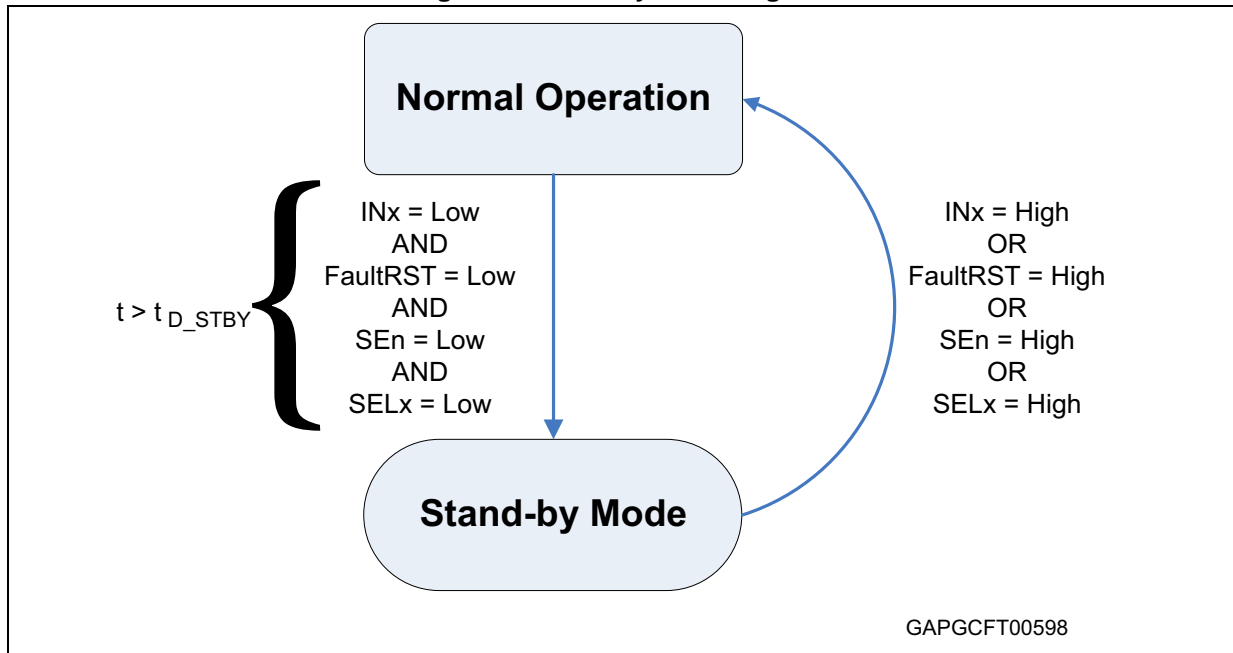 Normal Operation
INx = Low
AND
FaultRST = Low
AND
SEn = Low
AND
SELx = Low
t > t D_STBY
INx = High
OR
FaultRST = High
OR
SEn = High
OR
SELx = High
Stand-by Mode
GAPGCFT00598